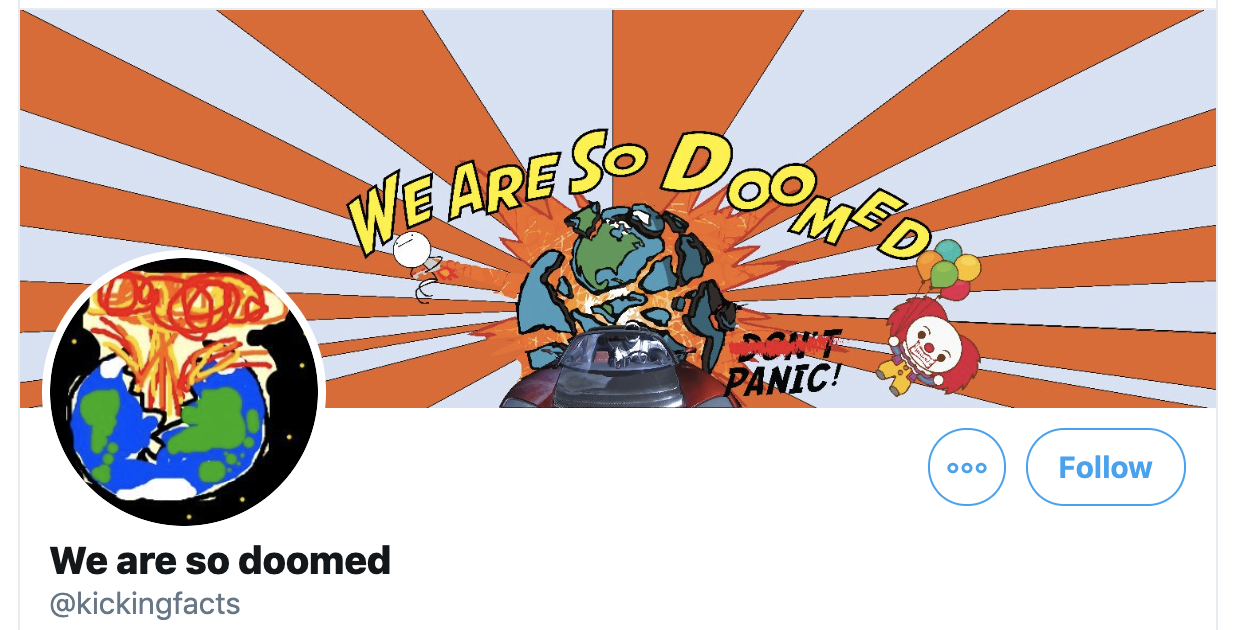 WE ARE SO DOOMED
DON'T
PANIC!
Follow
We are so doomed
@kickingfacts